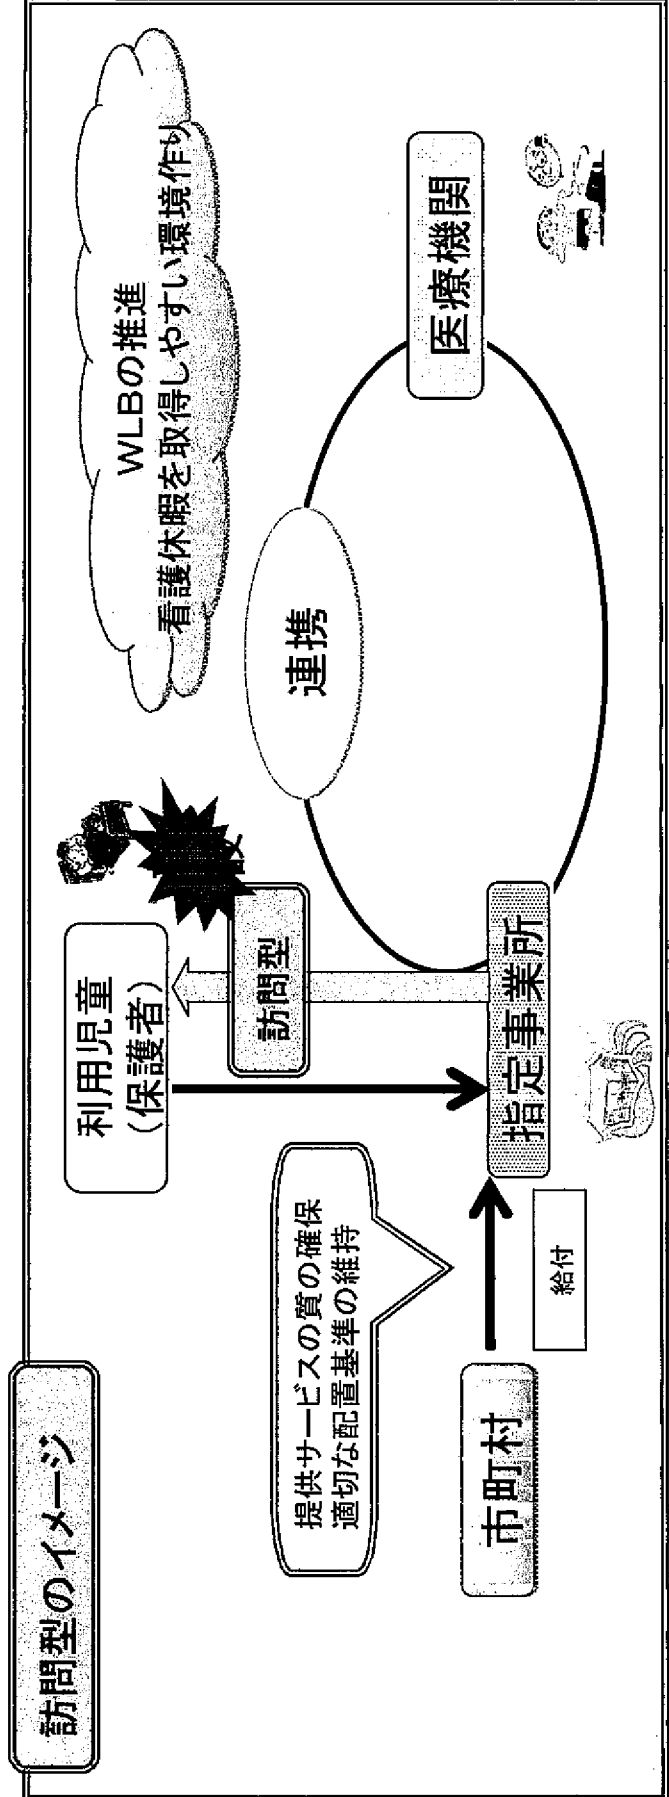 訪問型のイメージ
利用児童
(保護者)
訪問型
WLBの推進
看護休暇を取得しやすい環境作り
提供サービスの質の確保
適切な配置基準の維持
連携
市町村
給付
指定事業所
医療機関